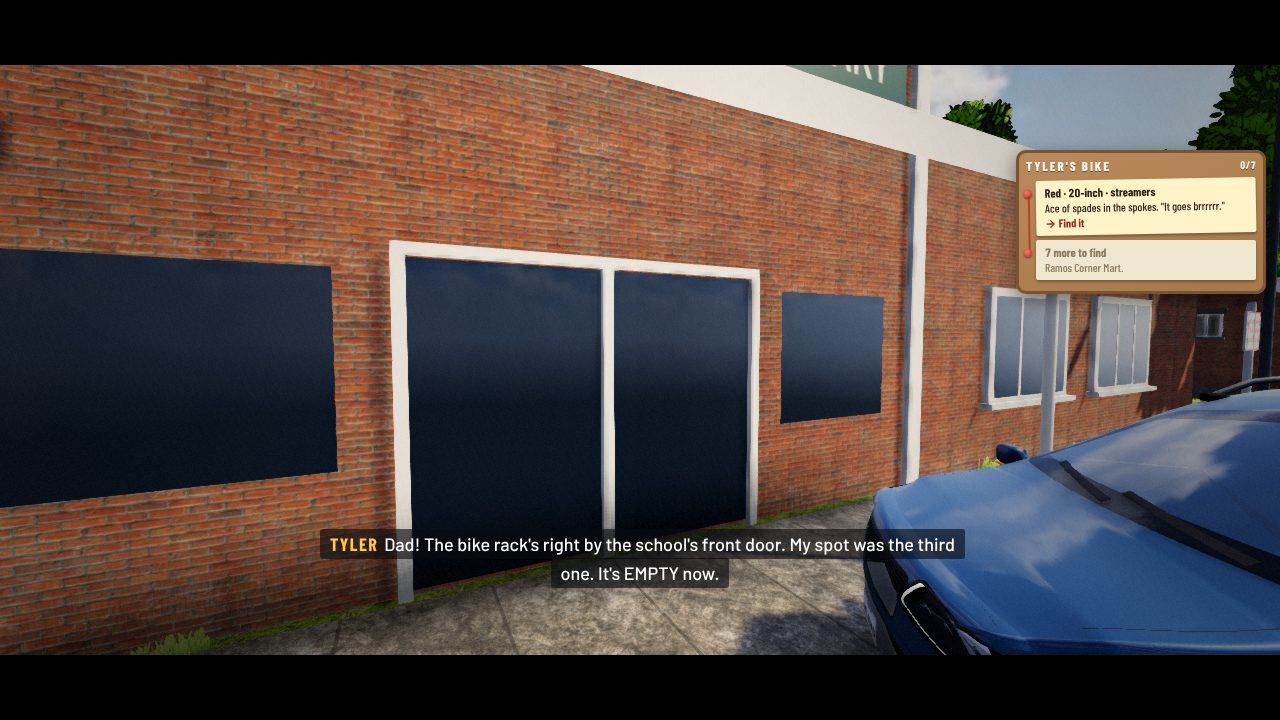 TYLER'S BIKE 0/7
Red · 20-inch · streamers
Ace of spades in the spokes. "It goes brrrrrr."
→ Find it
7 more to find
Ramos Corner Mart.
TYLER Dad! The bike rack's right by the school's front door. My spot was the third
one. It's EMPTY now.